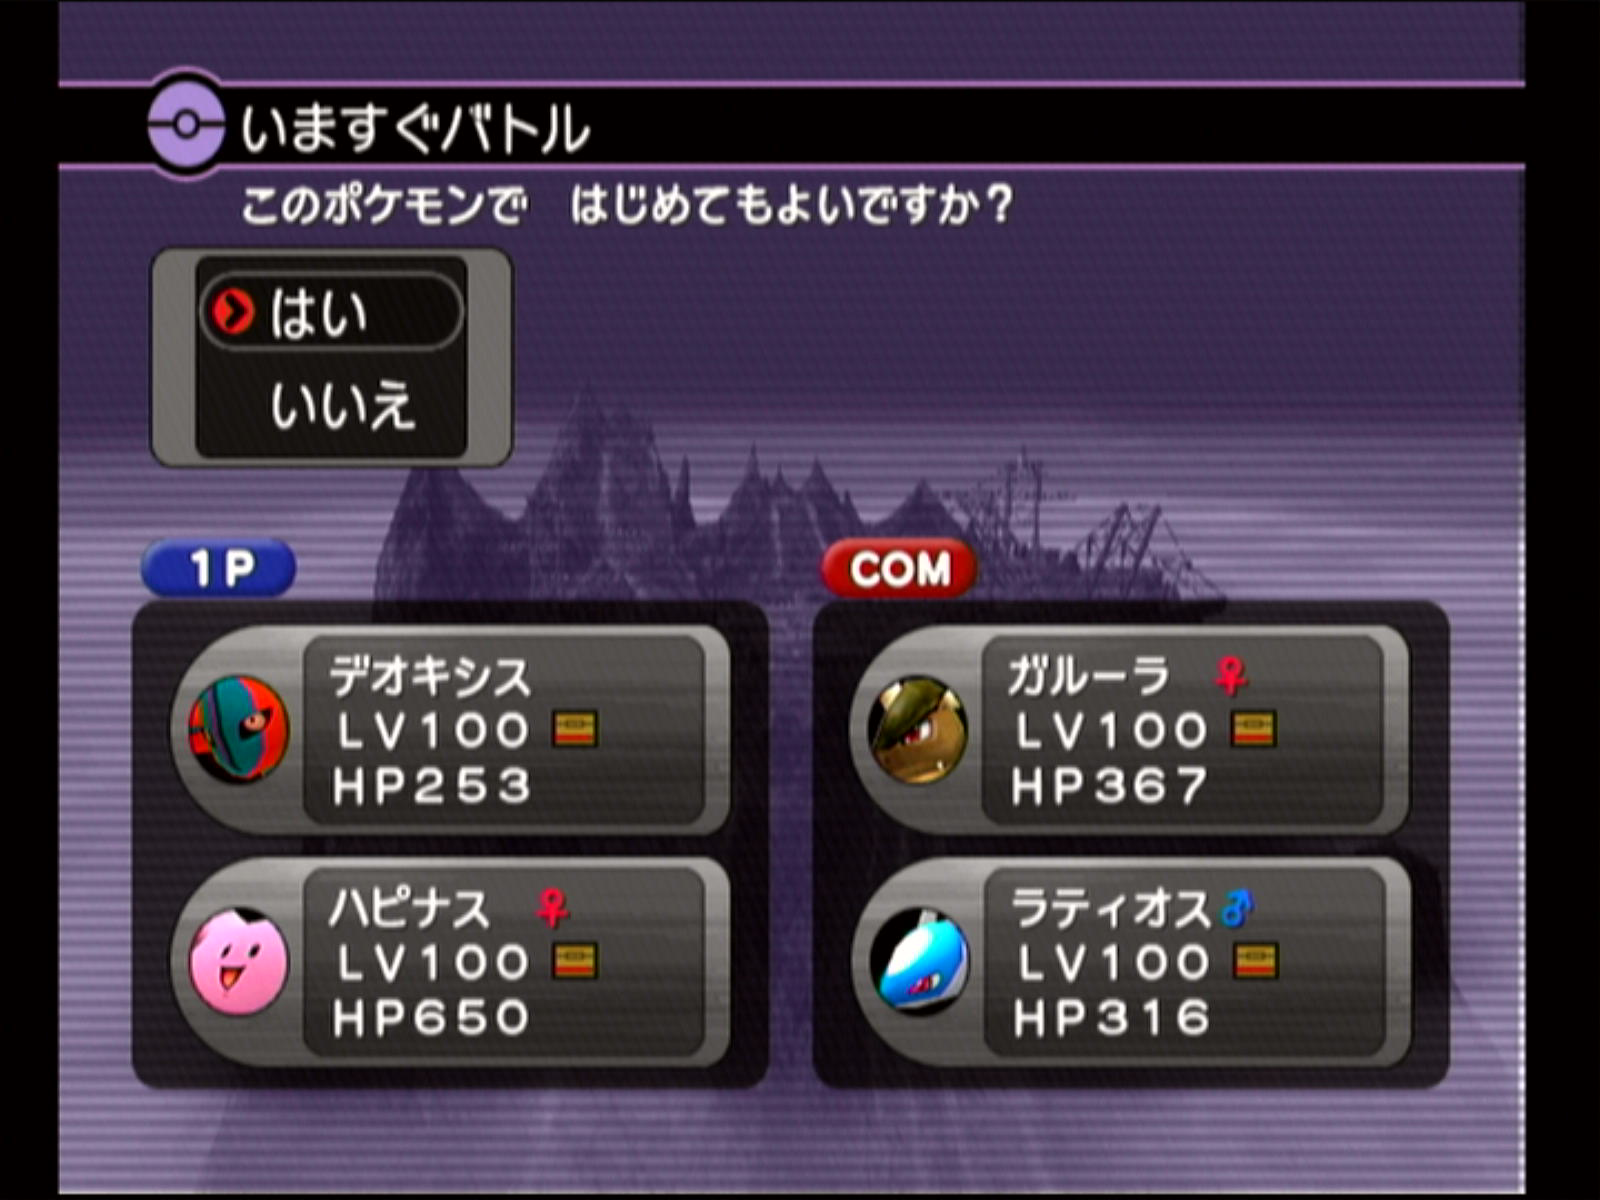 いますぐバトル
このポケモンで はじめてもよいですか？
はい
いいえ
1P
デオキシス
LV100
HP253
ハピナス ♀
LV100
HP650
COM
ガルーラ ♀
LV100
HP367
ラティオス♂
LV100
HP316